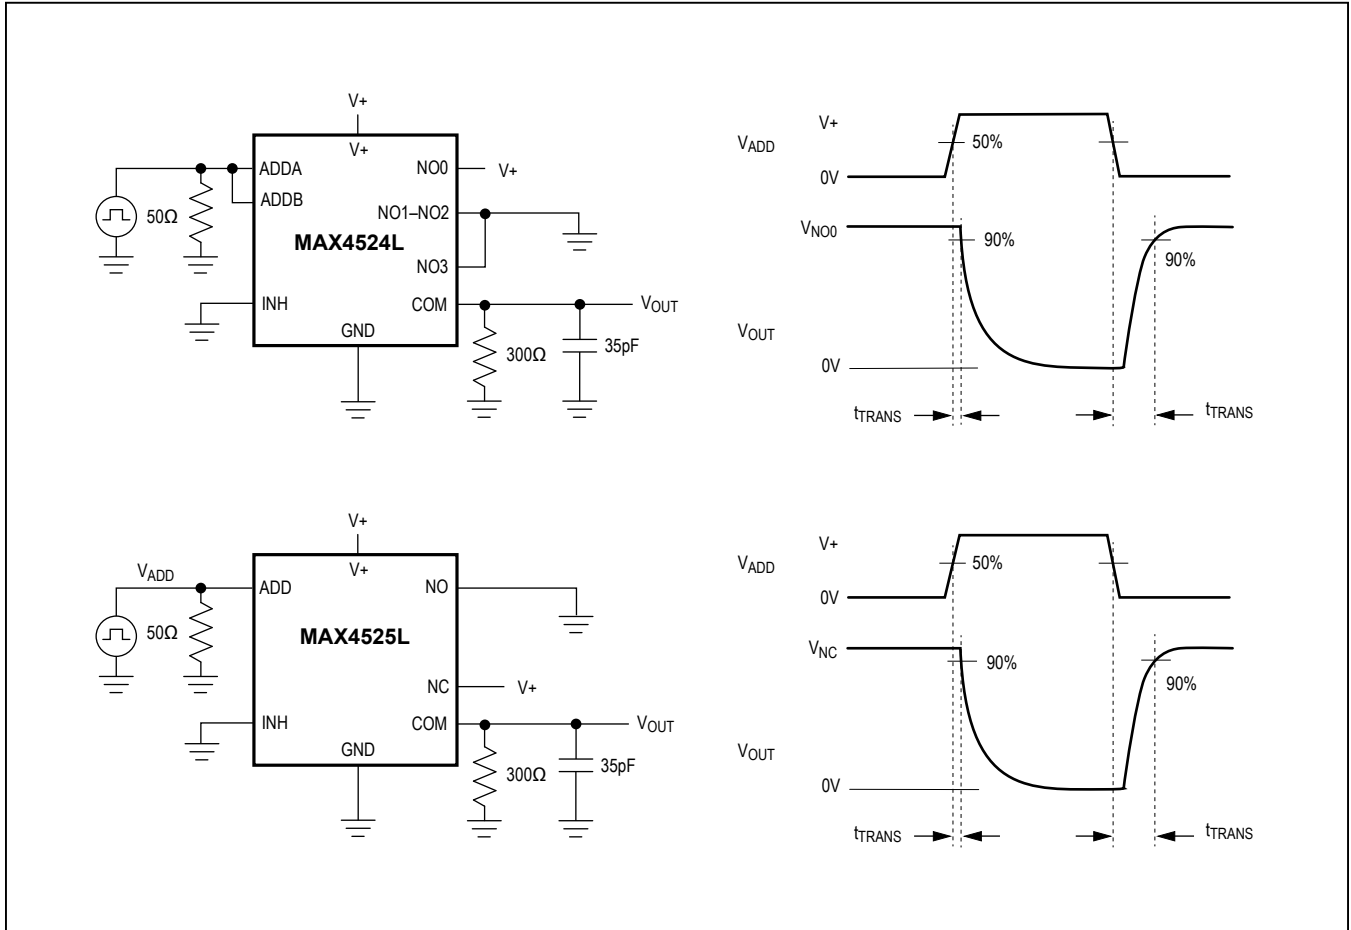 V+
V+
ADDA
ADDB
50Ω
MAX4524L
NO0
V+
NO1–NO2
NO3
INH
COM
VOUT
GND
300Ω
35pF
VADD
V+
50%
0V
VNO0
90%
90%
VOUT
0V
tTRANS
tTRANS
V+
V+
VADD
ADD
50Ω
MAX4525L
NO
NC
V+
INH
COM
VOUT
GND
300Ω
35pF
VADD
V+
50%
0V
VNC
90%
90%
VOUT
0V
tTRANS
tTRANS